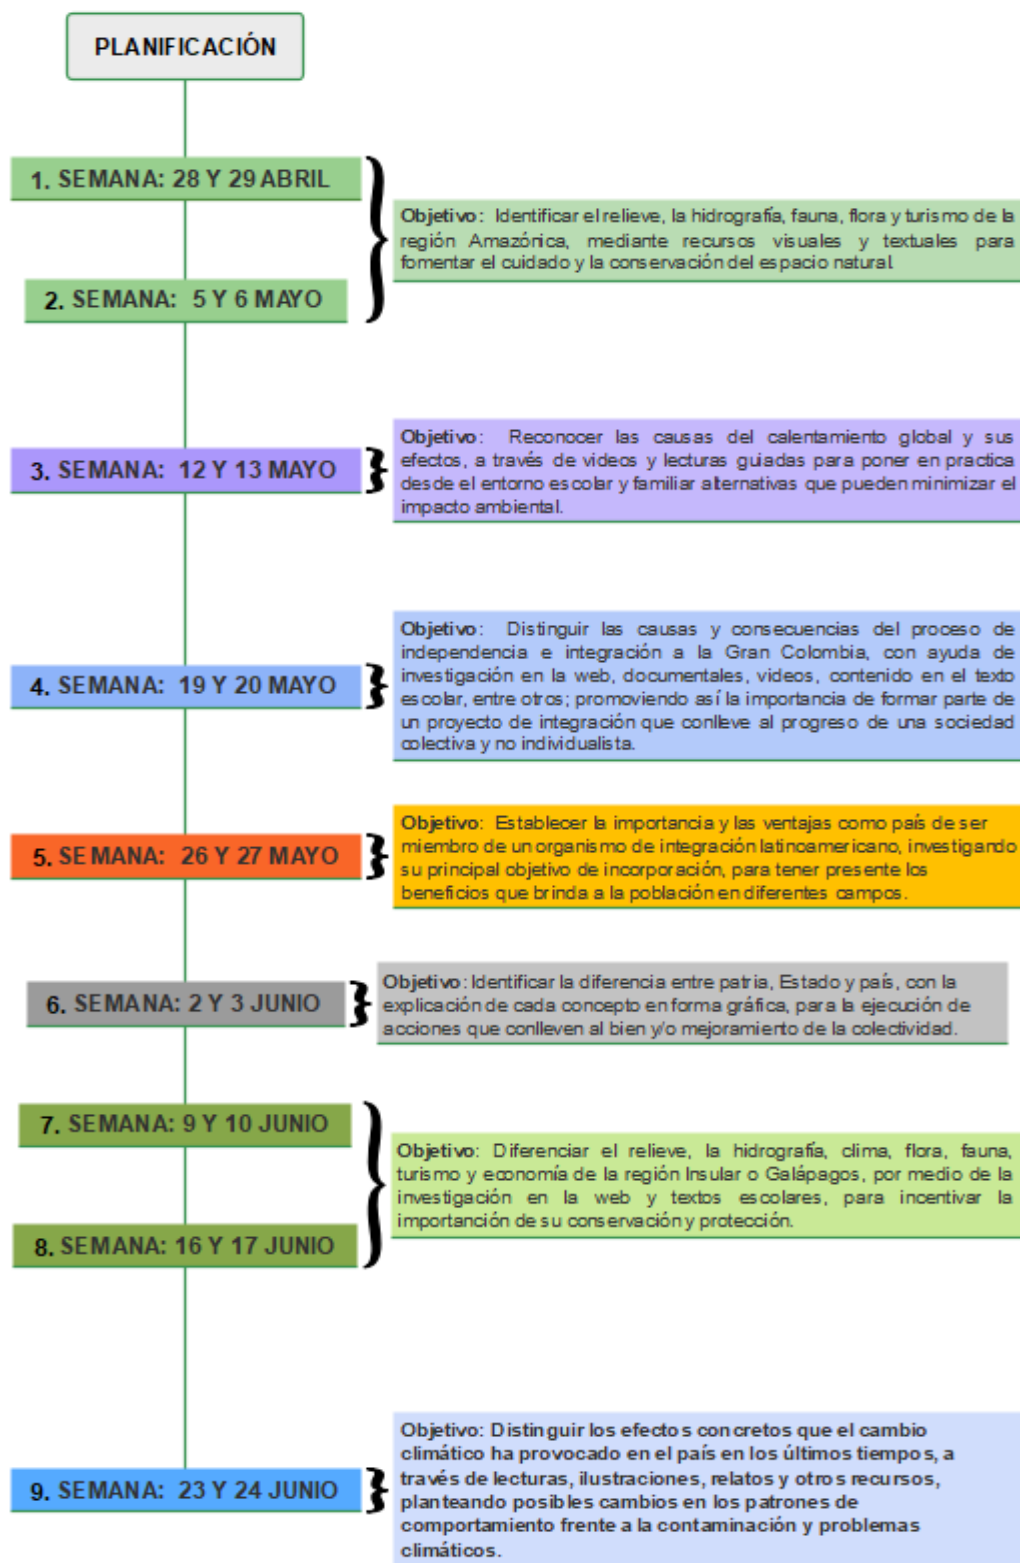 PLANIFICACIÓN
1. SEMANA: 28 Y 29 ABRIL
Objetivo: Identificar el relieve, la hidrografía, fauna, flora y turismo de la
región Amazónica, mediante recursos visuales y textuales para
fomentar el cuidado y la conservación del espacio natural.
2. SEMANA: 5 Y 6 MAYO
Objetivo: Reconocer las causas del calentamiento global y sus
efectos, a través de videos y lecturas guiadas para poner en practica
desde el entorno escolar y familiar alternativas que pueden minimizar el
impacto ambiental.
3. SEMANA: 12 Y 13 MAYO
Objetivo: Distinguir las causas y consecuencias del proceso de
independencia e integración a la Gran Colombia, con ayuda de
investigación en la web, documentales, videos, contenido en el texto
escolar, entre otros; promoviendo así la importancia de formar parte de
un proyecto de integración que conlleve al progreso de una sociedad
colectiva y no individualista.
4. SEMANA: 19 Y 20 MAYO
Objetivo: Establecer la importancia y las ventajas como país de ser
miembro de un organismo de integración latinoamericano, investigando
su principal objetivo de incorporación, para tener presente los
beneficios que brinda a la población en diferentes campos.
5. SEMANA: 26 Y 27 MAYO
Objetivo: Identificar la diferencia entre patria, Estado y país, con la
explicación de cada concepto en forma gráfica, para la ejecución de
acciones que conlleven al bien y/o mejoramiento de la colectividad.
6. SEMANA: 2 Y 3 JUNIO
7. SEMANA: 9 Y 10 JUNIO
Objetivo: Diferenciar el relieve, la hidrografía, clima, flora, fauna,
turismo y economía de la región Insular o Galápagos, por medio de la
investigación en la web y textos escolares, para incentivar la
importanción de su conservación y protección.
8. SEMANA: 16 Y 17 JUNIO
Objetivo: Distinguir los efectos concretos que el cambio
climático ha provocado en el país en los últimos tiempos, a
través de lecturas, ilustraciones, relatos y otros recursos,
planteando posibles cambios en los patrones de
comportamiento frente a la contaminación y problemas
climáticos.
9. SEMANA: 23 Y 24 JUNIO